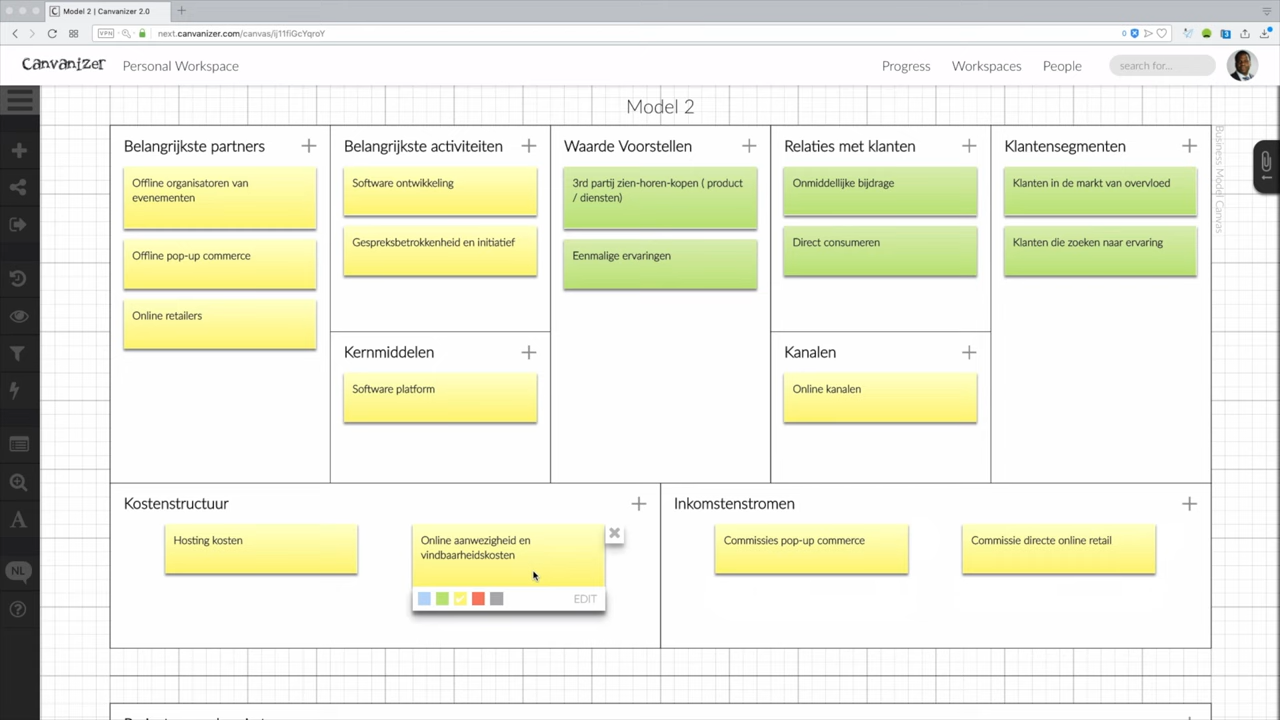 Model 2 | Canvanizer 2.0
VPN
next.canvanizer.com/canvas/ij11fiGcYqroY
0
Canvanizer
Personal Workspace
Progress
Workspaces
People
search for...
Model 2
Belangrijkste partners
Offline organisatoren van
evenementen
Offline pop-up commerce
Online retailers
Belangrijkste activiteiten
Software ontwikkeling
Gespreksbetrokkenheid en initiatief
Kernmiddelen
Software platform
Waarde Voorstellen
3rd partij zien-horen-kopen ( product
/ diensten)
Eenmalige ervaringen
Relaties met klanten
Onmiddellijke bijdrage
Direct consumeren
Kanalen
Online kanalen
Klantensegmenten
Klanten in de markt van overvloed
Klanten die zoeken naar ervaring
Business Model Canvas
Kostenstructuur
Hosting kosten
Online aanwezigheid en
vindbaarheidskosten
EDIT
Inkomstenstromen
Commissies pop-up commerce
Commissie directe online retail
A
NL